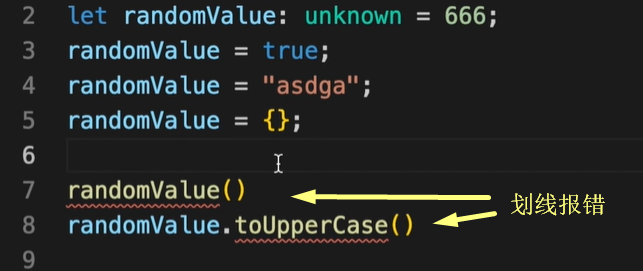 2 let randomValue: unknown = 666;
3 randomValue = true;
4 randomValue = "asdga";
5 randomValue = {};
6
7 randomValue()
8 randomValue.toUpperCase()
划线报错
9